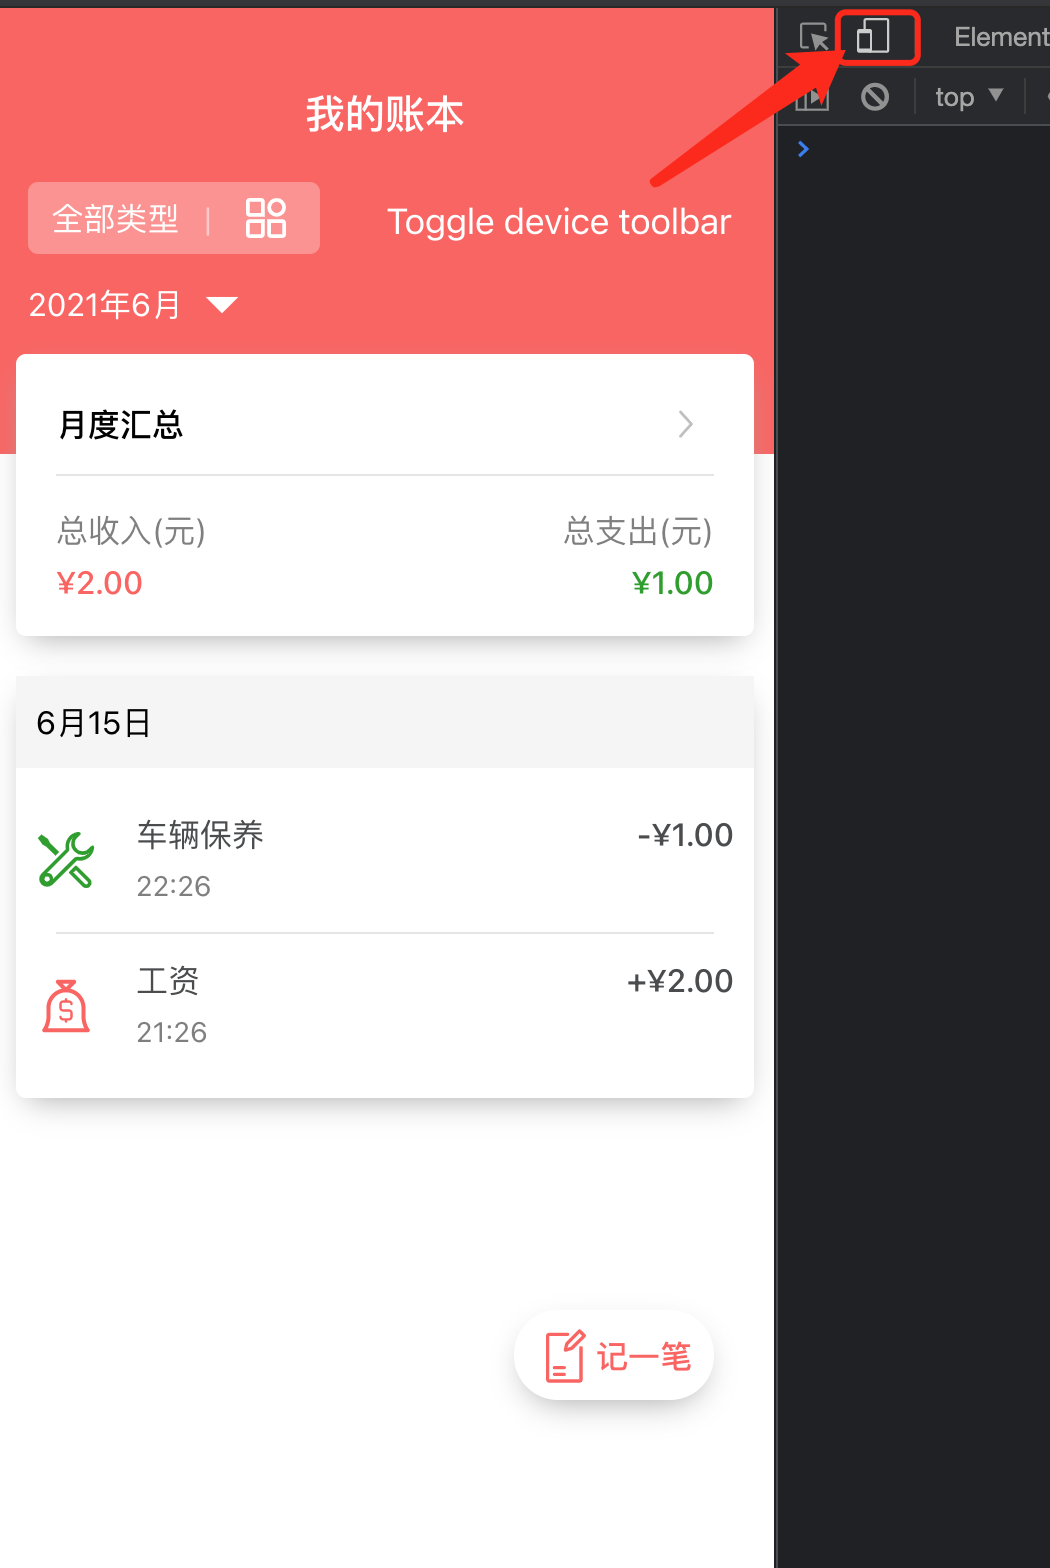 Element
top
我的账本
全部类型 |
Toggle device toolbar
2021年6月
月度汇总
总收入(元) 总支出(元)
¥2.00 ¥1.00
6月15日
车辆保养 -¥1.00
22:26
工资 +¥2.00
21:26
$
记一笔